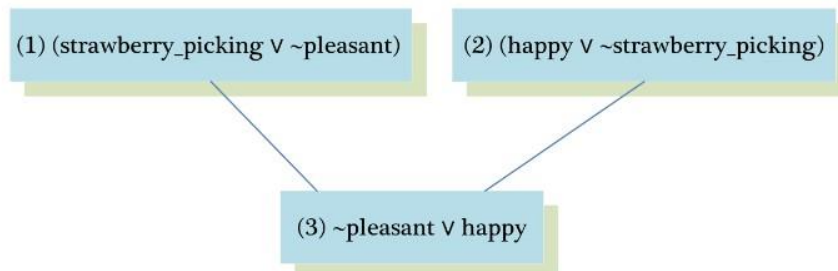 (1) (strawberry_picking ∨ ~pleasant)
(2) (happy ∨ ~strawberry_picking)
(3) ~pleasant ∨ happy